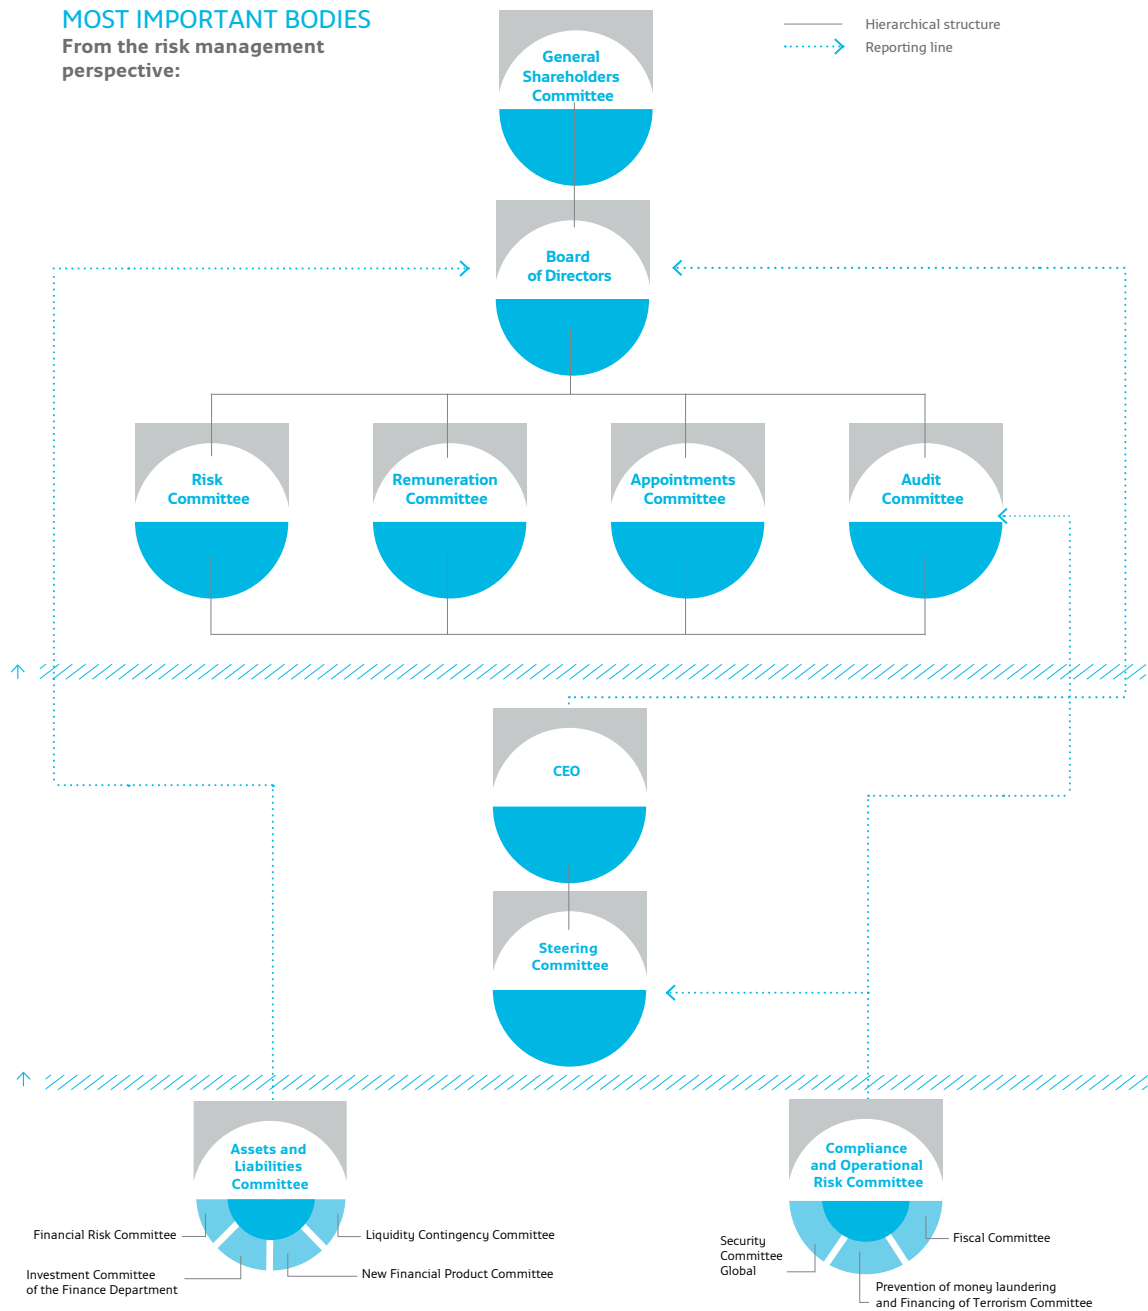 MOST IMPORTANT BODIES
From the risk management
perspective:
Hierarchical structure
Reporting line
General
Shareholders
Committee
Board
of Directors
Risk
Committee
Remuneration
Committee
Appointments
Committee
Audit
Committee
CEO
Steering
Committee
Assets and
Liabilities
Committee
Financial Risk Committee
Investment Committee
of the Finance Department
Liquidity Contingency Committee
New Financial Product Committee
Compliance
and Operational
Risk Committee
Security
Committee
Global
Fiscal Committee
Prevention of money laundering
and Financing of Terrorism Committee